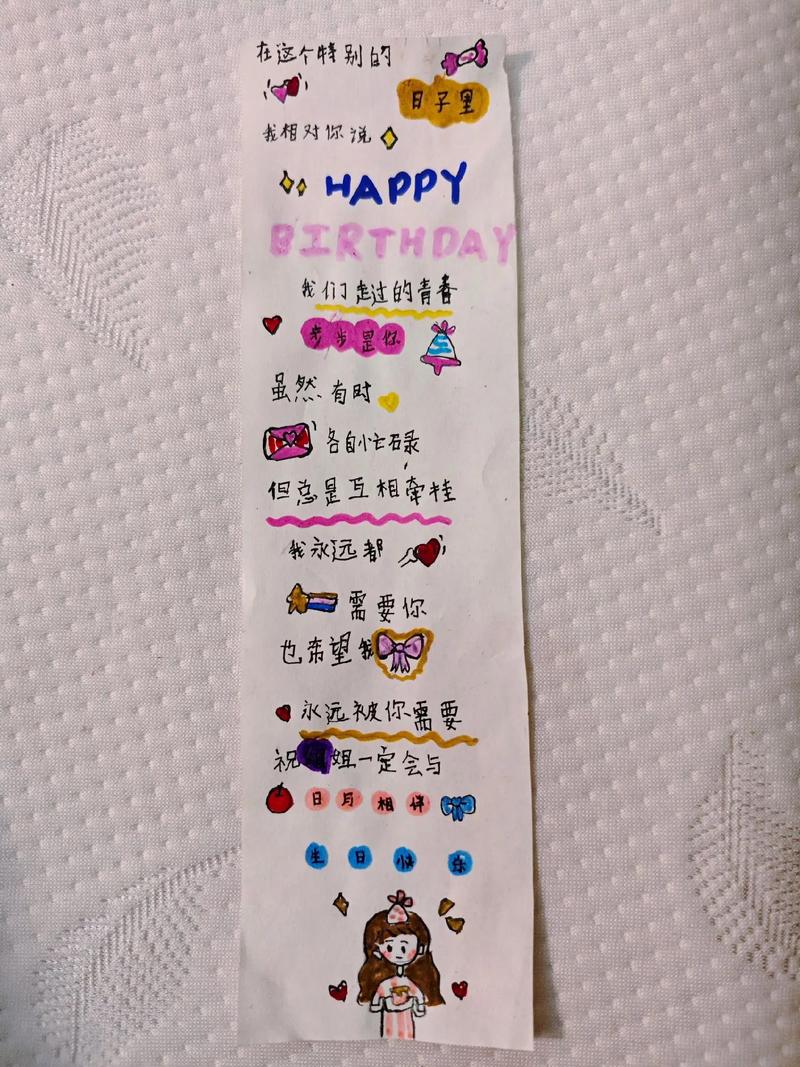 在这个特别的
日子里
我相对你说
HAPPY
BIRTHDAY
我们走过的青春
步步是你
虽然有时
各自忙碌
但总是互相牵挂
我永远都
需要你
也希望我
永远被你需要
祝姐一定会与
日与相伴
生日快乐